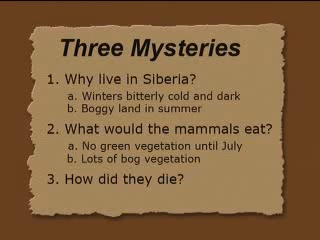 Three Mysteries
1. Why live in Siberia?
a. Winters bitterly cold and dark
b. Boggy land in summer
2. What would the mammals eat?
a. No green vegetation until July
b. Lots of bog vegetation
3. How did they die?